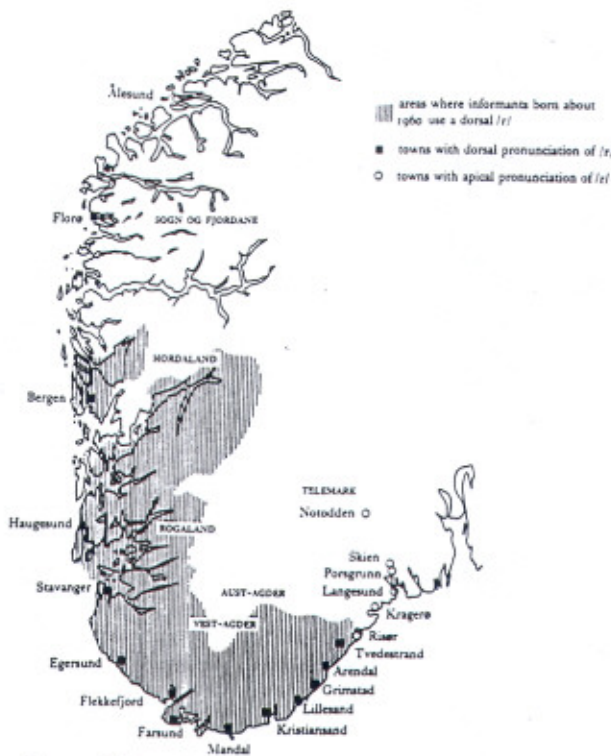 Ålesund
areas where informants born about
1960 use a dorsal /r/
towns with dorsal pronunciation of /r/
towns with apical pronunciation of /r/
Florø
SOGN OG FJORDANE
HORDALAND
Bergen
TELEMARK
Notodden
Haugesund
ROGALAND
Skien
Porsgrunn
Langesund
Stavanger
AUST-AGDER
Kragerø
VEST-AGDER
Risør
Tvedestrand
Egersund
Arendal
Grimstad
Flekkefjord
Lillesand
Farsund
Kristiansand
Mandal